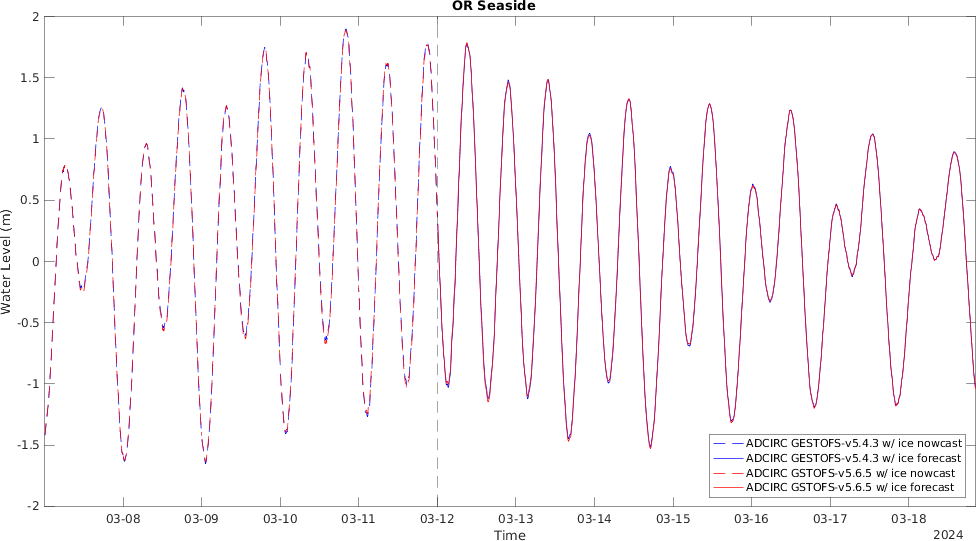 OR Seaside
2
1.5
1
0.5
0
-0.5
-1
-1.5
-2
Water Level (m)
ADCIRC GESTOFS-v5.4.3 w/ ice nowcast
ADCIRC GESTOFS-v5.4.3 w/ ice forecast
ADCIRC GSTOFS-v5.6.5 w/ ice nowcast
ADCIRC GSTOFS-v5.6.5 w/ ice forecast
03-08 03-09 03-10 03-11 03-12 03-13 03-14 03-15 03-16 03-17 03-18
Time
2024